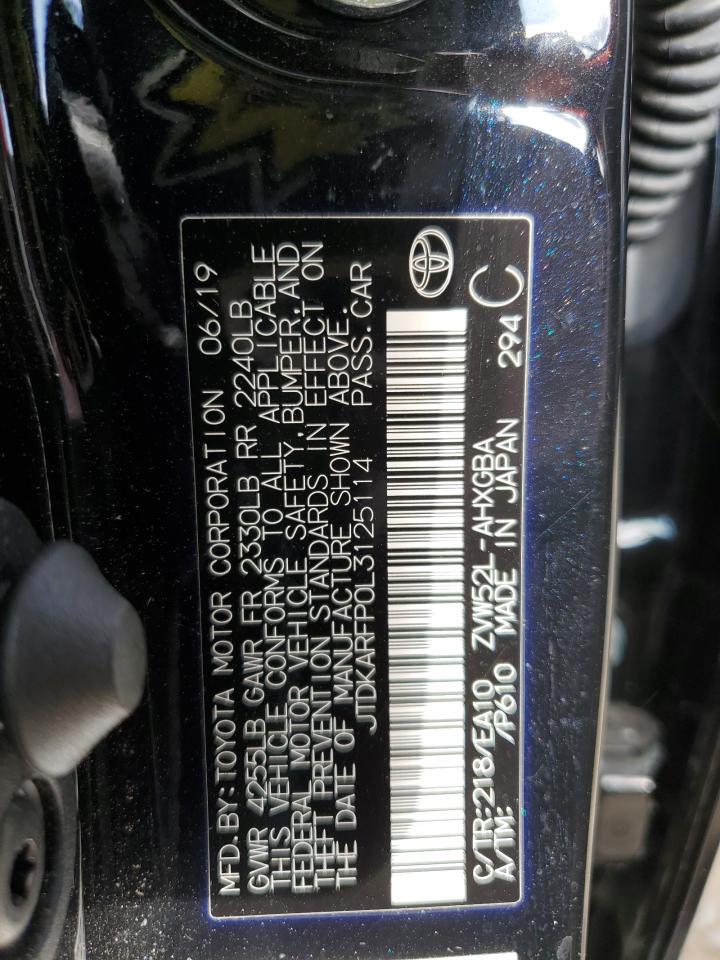 MFD. BY: TOYOTA MOTOR CORPORATION 06/19
GVWR 4255LB GAWR FR 2330LB RR 2240LB
THIS VEHICLE CONFORMS TO ALL APPLICABLE
FEDERAL MOTOR VEHICLE SAFETY, BUMPER, AND
THEFT PREVENTION STANDARDS IN EFFECT ON
THE DATE OF MANUFACTURE SHOWN ABOVE.
JTDKARFP0L3125114 PASS. CAR
C/TR:218/EA10 ZVW52L-AHXGBA
A/TM: /P610 MADE IN JAPAN 294 C